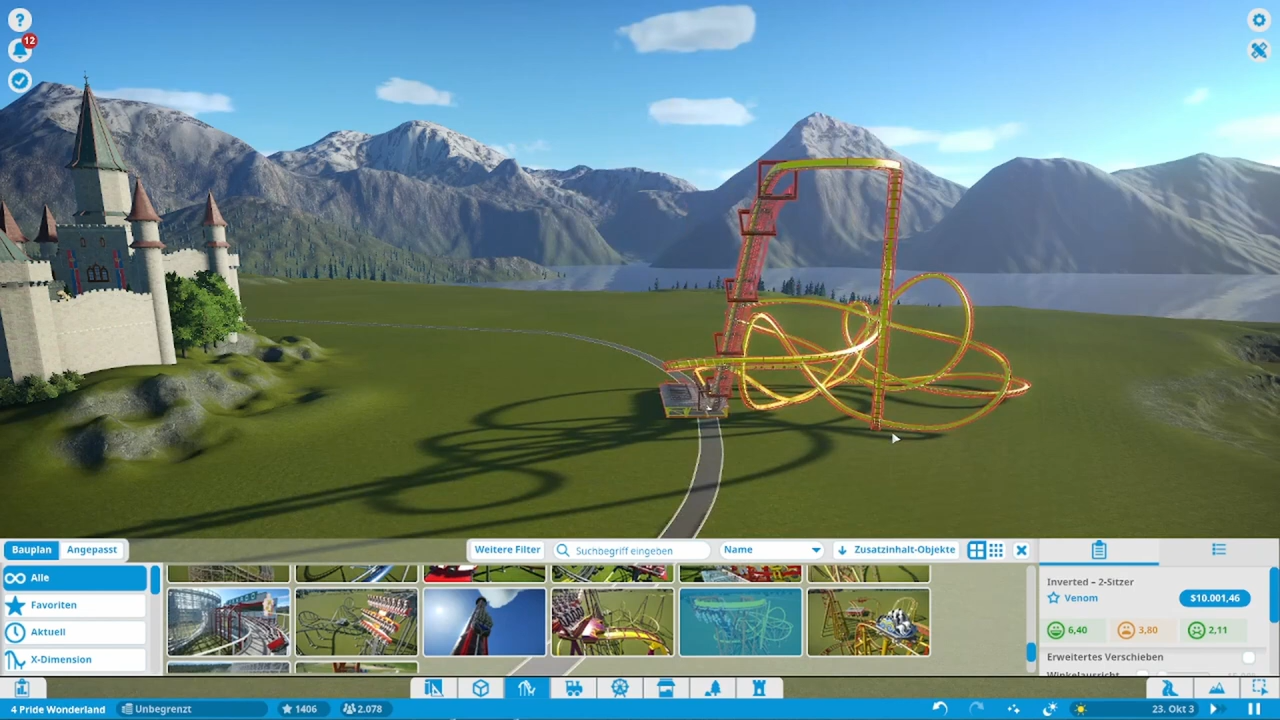 ?
12
Bauplan
Angepasst
Weitere Filter
Suchbegriff eingeben
Name
Zusatzinhalt-Objekte
Alle
Favoriten
Aktuell
X-Dimension
Inverted – 2-Sitzer
Venom
$10.001,46
6,40
3,80
2,11
Erweitertes Verschieben
4 Pride Wonderland
Unbegrenzt
1406
2.078
23. Okt 3